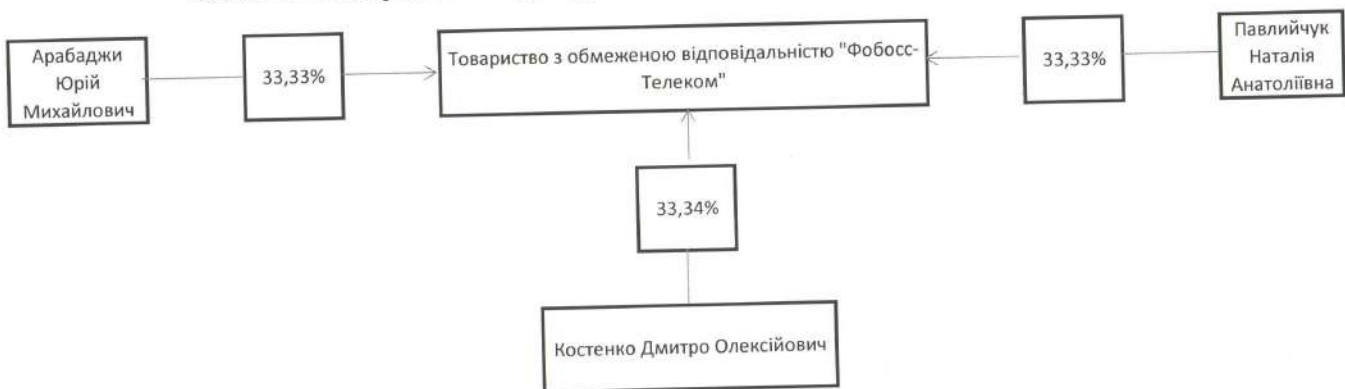 Арабаджи
Юрій
Михайлович
33,33%
Товариство з обмеженою відповідальністю "Фобосс-
Телеком"
33,33%
Павлийчук
Наталія
Анатоліївна
33,34%
Костенко Дмитро Олексійович